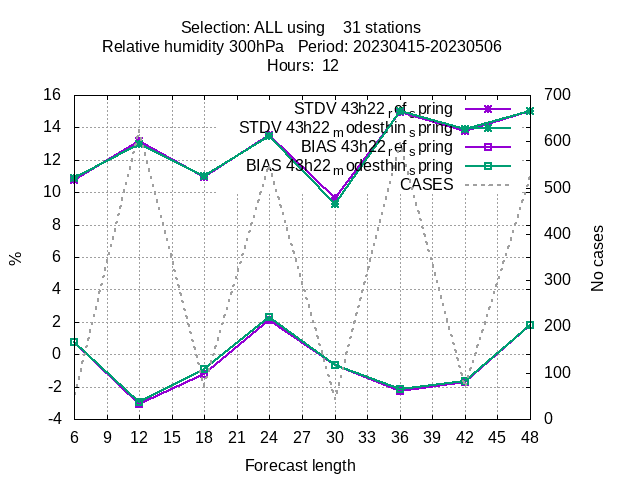 Selection: ALL using    31 stations
Relative humidity 300hPa   Period: 20230415-20230506
Hours:  12
16
14
12
10
8
6
4
2
0
-2
-4
%
700
600
500
400
300
200
100
0
No cases
STDV 43h22_ref_spring
STDV 43h22_modesthin_spring
BIAS 43h22_ref_spring
BIAS 43h22_modesthin_spring
CASES
6 9 12 15 18 21 24 27 30 33 36 39 42 45 48
Forecast length